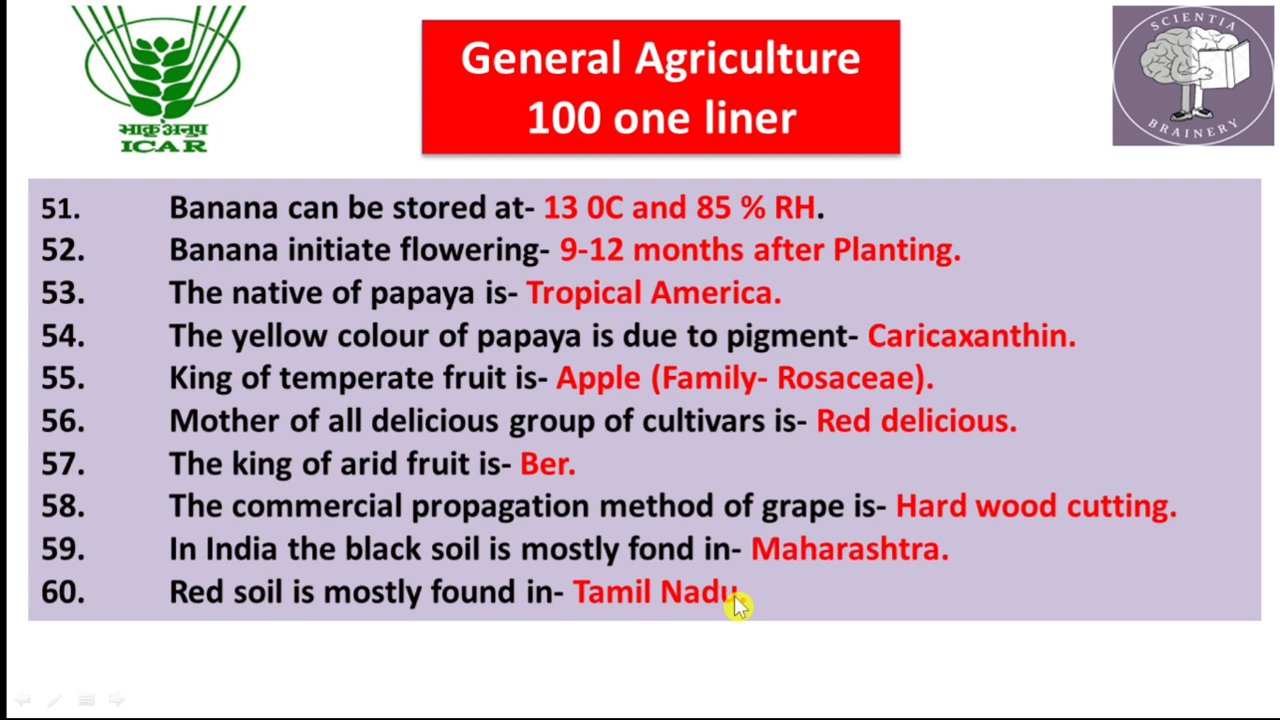 भाकृअनुप
ICAR
General Agriculture
100 one liner
SCIENTIA
BRAINERY
51. Banana can be stored at- 13 0C and 85 % RH.
52. Banana initiate flowering- 9-12 months after Planting.
53. The native of papaya is- Tropical America.
54. The yellow colour of papaya is due to pigment- Caricaxanthin.
55. King of temperate fruit is- Apple (Family- Rosaceae).
56. Mother of all delicious group of cultivars is- Red delicious.
57. The king of arid fruit is- Ber.
58. The commercial propagation method of grape is- Hard wood cutting.
59. In India the black soil is mostly fond in- Maharashtra.
60. Red soil is mostly found in- Tamil Nadu.